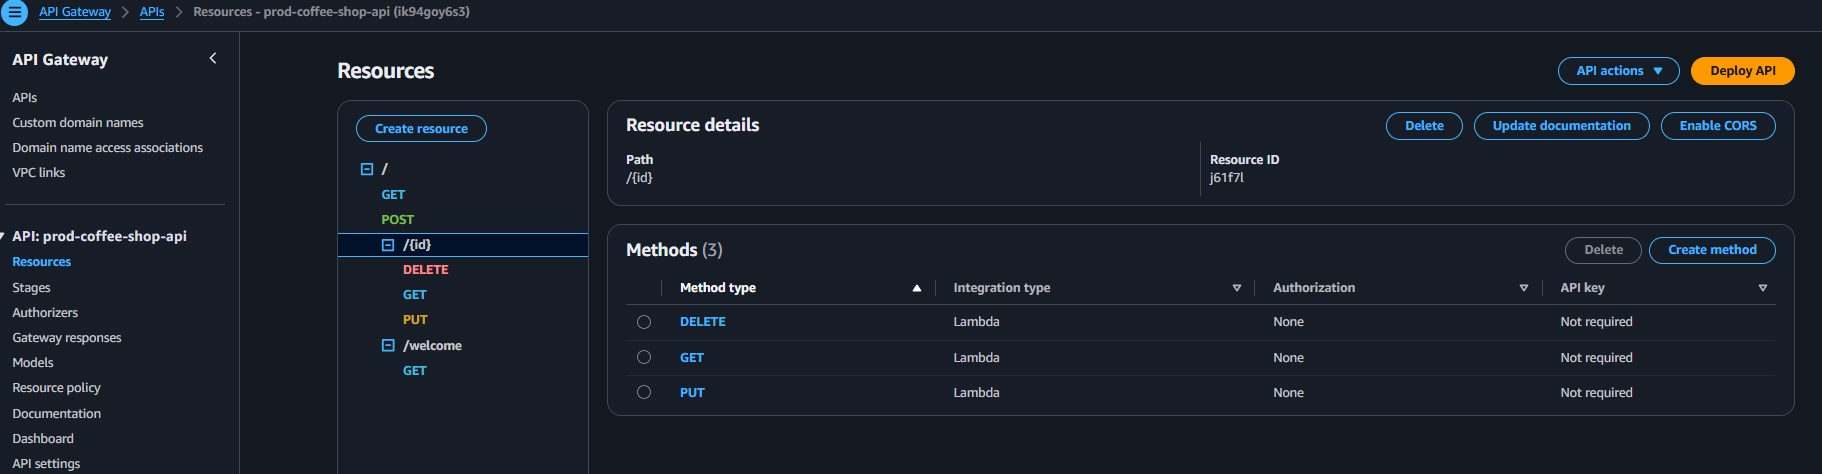 API Gateway > APIs > Resources - prod-coffee-shop-api (ik94goy6s3)
API Gateway
APIs
Custom domain names
Domain name access associations
VPC links
API: prod-coffee-shop-api
Resources
Stages
Authorizers
Gateway responses
Models
Resource policy
Documentation
Dashboard
API settings
Resources
API actions
Deploy API
Create resource
/
GET
POST
/{id}
DELETE
GET
PUT
/welcome
GET
Resource details
Delete
Update documentation
Enable CORS
Path
/{id}
Resource ID
j61f7l
Methods (3)
Delete
Create method
Method type Integration type Authorization API key
DELETE Lambda None Not required
GET Lambda None Not required
PUT Lambda None Not required